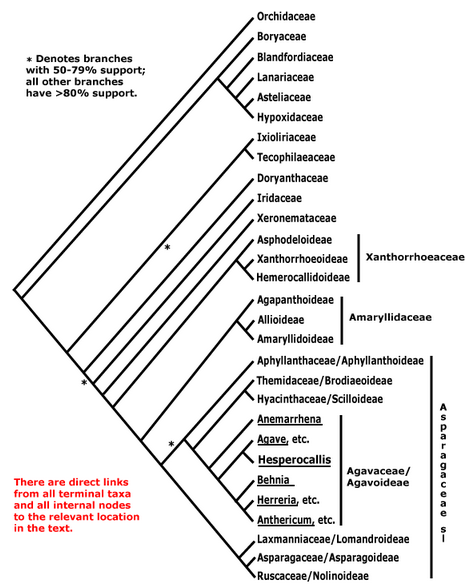 Orchidaceae
Boryaceae
* Denotes branches
with 50-79% support;
all other branches
have >80% support.
Blandfordiaceae
Lanariaceae
Asteliaceae
Hypoxidaceae
Ixioliriaceae
Tecophilaeaceae
Doryanthaceae
Iridaceae
Xeronemataceae
*
Asphodeloideae
Xanthorrhoeoideae
Hemerocallidoideae
Xanthorrhoeaceae
Agapanthoideae
Allioideae
Amaryllidoideae
Amaryllidaceae
*
Aphyllanthaceae/Aphyllanthoideae
Themidaceae/Brodiaeoideae
Hyacinthaceae/Scilloideae
*
Anemarrhena
Agave, etc.
Hesperocallis
Behnia
Herreria, etc.
Anthericum, etc.
Agavaceae/
Agavoideae
Laxmanniaceae/Lomandroideae
Asparagaceae/Asparagoideae
Ruscaceae/Nolinoideae
Asparagaceae sl
There are direct links
from all terminal taxa
and all internal nodes
to the relevant location
in the text.